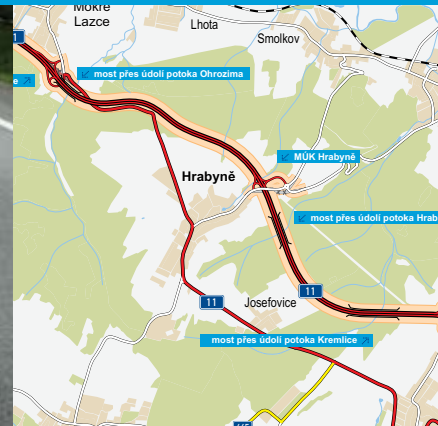 Mokré
Lazce
Lhota
Smolkov
most přes údolí potoka Ohrozima
MÚK Hrabyně
Hrabyně
most přes údolí potoka Hrab
11
11
Josefovice
most přes údolí potoka Kremlice